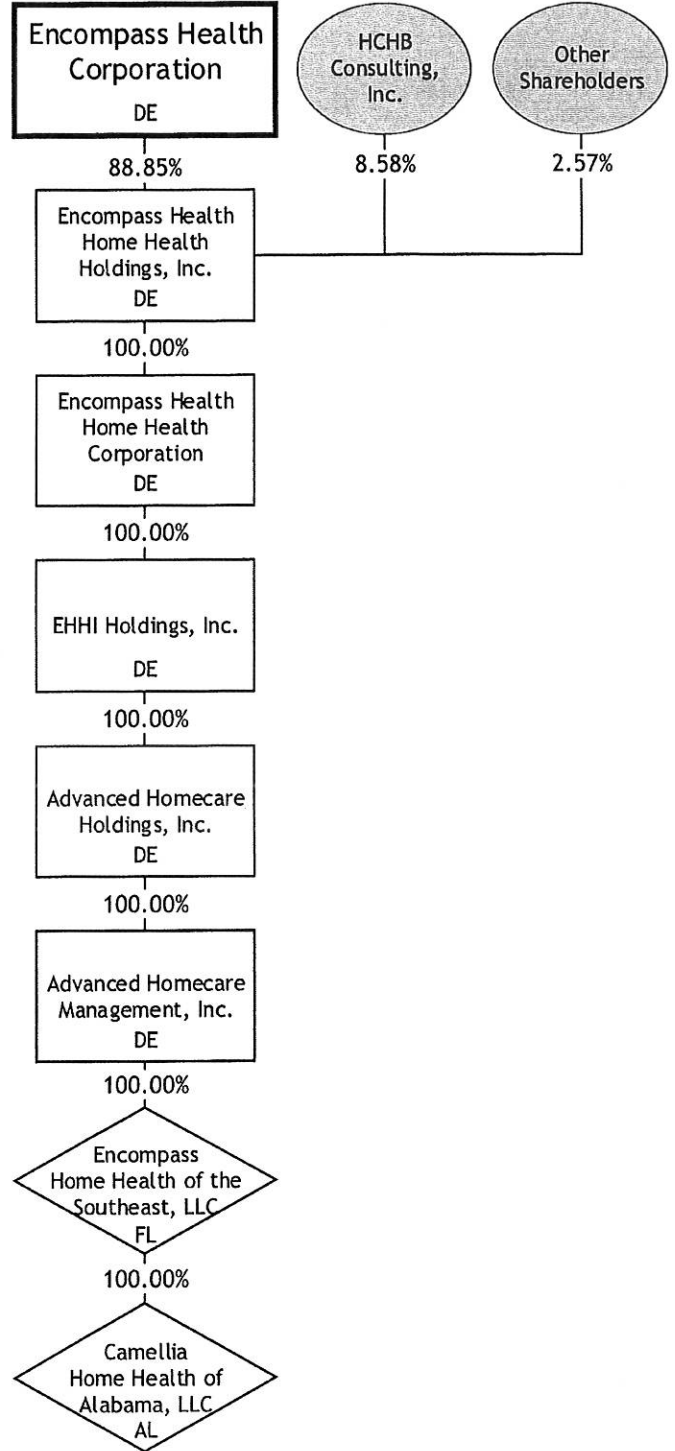 Encompass Health
Corporation
DE
HCHB
Consulting,
Inc.
Other
Shareholders
88.85%
8.58%
2.57%
Encompass Health
Home Health
Holdings, Inc.
DE
100.00%
Encompass Health
Home Health
Corporation
DE
100.00%
EHHI Holdings, Inc.
DE
100.00%
Advanced Homecare
Holdings, Inc.
DE
100.00%
Advanced Homecare
Management, Inc.
DE
100.00%
Encompass
Home Health of the
Southeast, LLC
FL
100.00%
Camellia
Home Health of
Alabama, LLC
AL